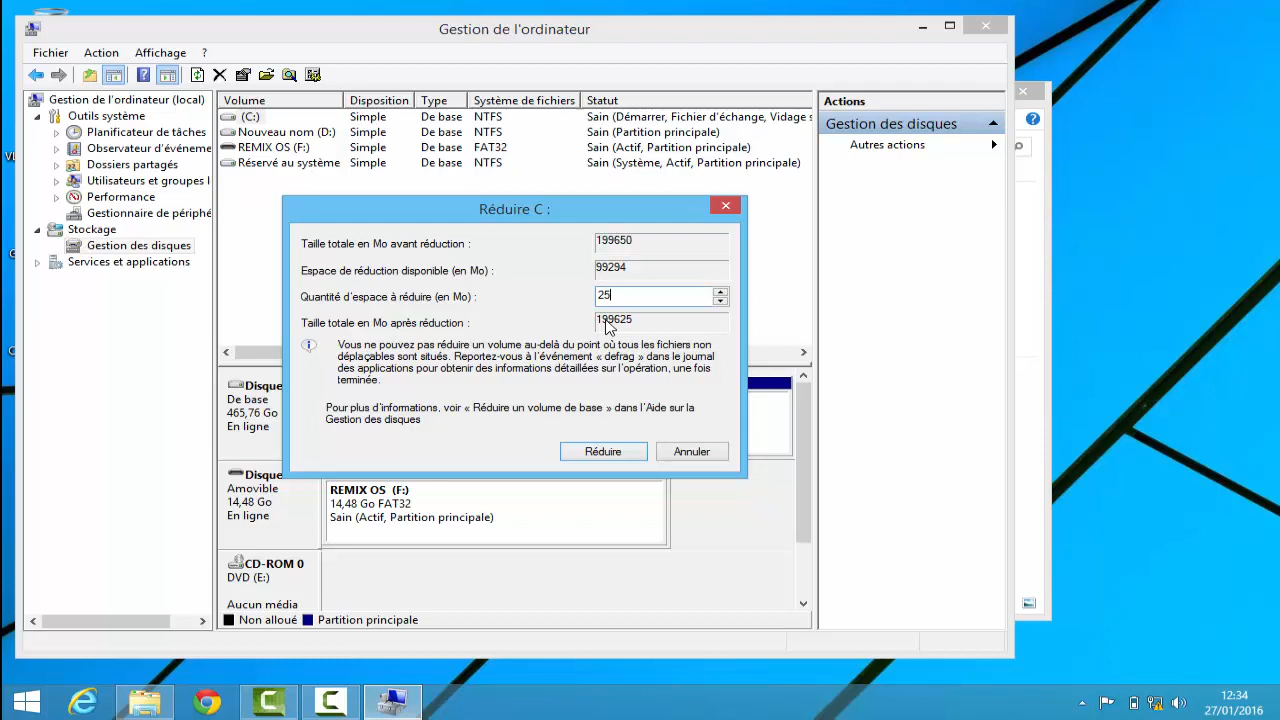 Gestion de l'ordinateur
Fichier Action Affichage ?
Gestion de l'ordinateur (local)
Outils système
Planificateur de tâches
Observateur d'événeme
Dossiers partagés
Utilisateurs et groupes l
Performance
Gestionnaire de périphé
Stockage
Gestion des disques
Services et applications
Volume Disposition Type Système de fichiers Statut
(C:) Simple De base NTFS Sain (Démarrer, Fichier d'échange, Vidage s
Nouveau nom (D:) Simple De base NTFS Sain (Partition principale)
REMIX OS (F:) Simple De base FAT32 Sain (Actif, Partition principale)
Réservé au système Simple De base NTFS Sain (Système, Actif, Partition principale)
Actions
Gestion des disques
Autres actions
Réduire C :
Taille totale en Mo avant réduction : 199650
Espace de réduction disponible (en Mo) : 99294
Quantité d'espace à réduire (en Mo) : 25
Taille totale en Mo après réduction : 199625
Vous ne pouvez pas réduire un volume au-delà du point où tous les fichiers non
déplaçables sont situés. Reportez-vous à l'événement « defrag » dans le journal
des applications pour obtenir des informations détaillées sur l'opération, une fois
terminée.
Pour plus d'informations, voir « Réduire un volume de base » dans l'Aide sur la
Gestion des disques
Réduire Annuler
Disque
De base
465,76 Go
En ligne
Disque
Amovible
14,48 Go
En ligne
REMIX OS (F:)
14,48 Go FAT32
Sain (Actif, Partition principale)
CD-ROM 0
DVD (E:)
Aucun média
Non alloué Partition principale
12:34
27/01/2016